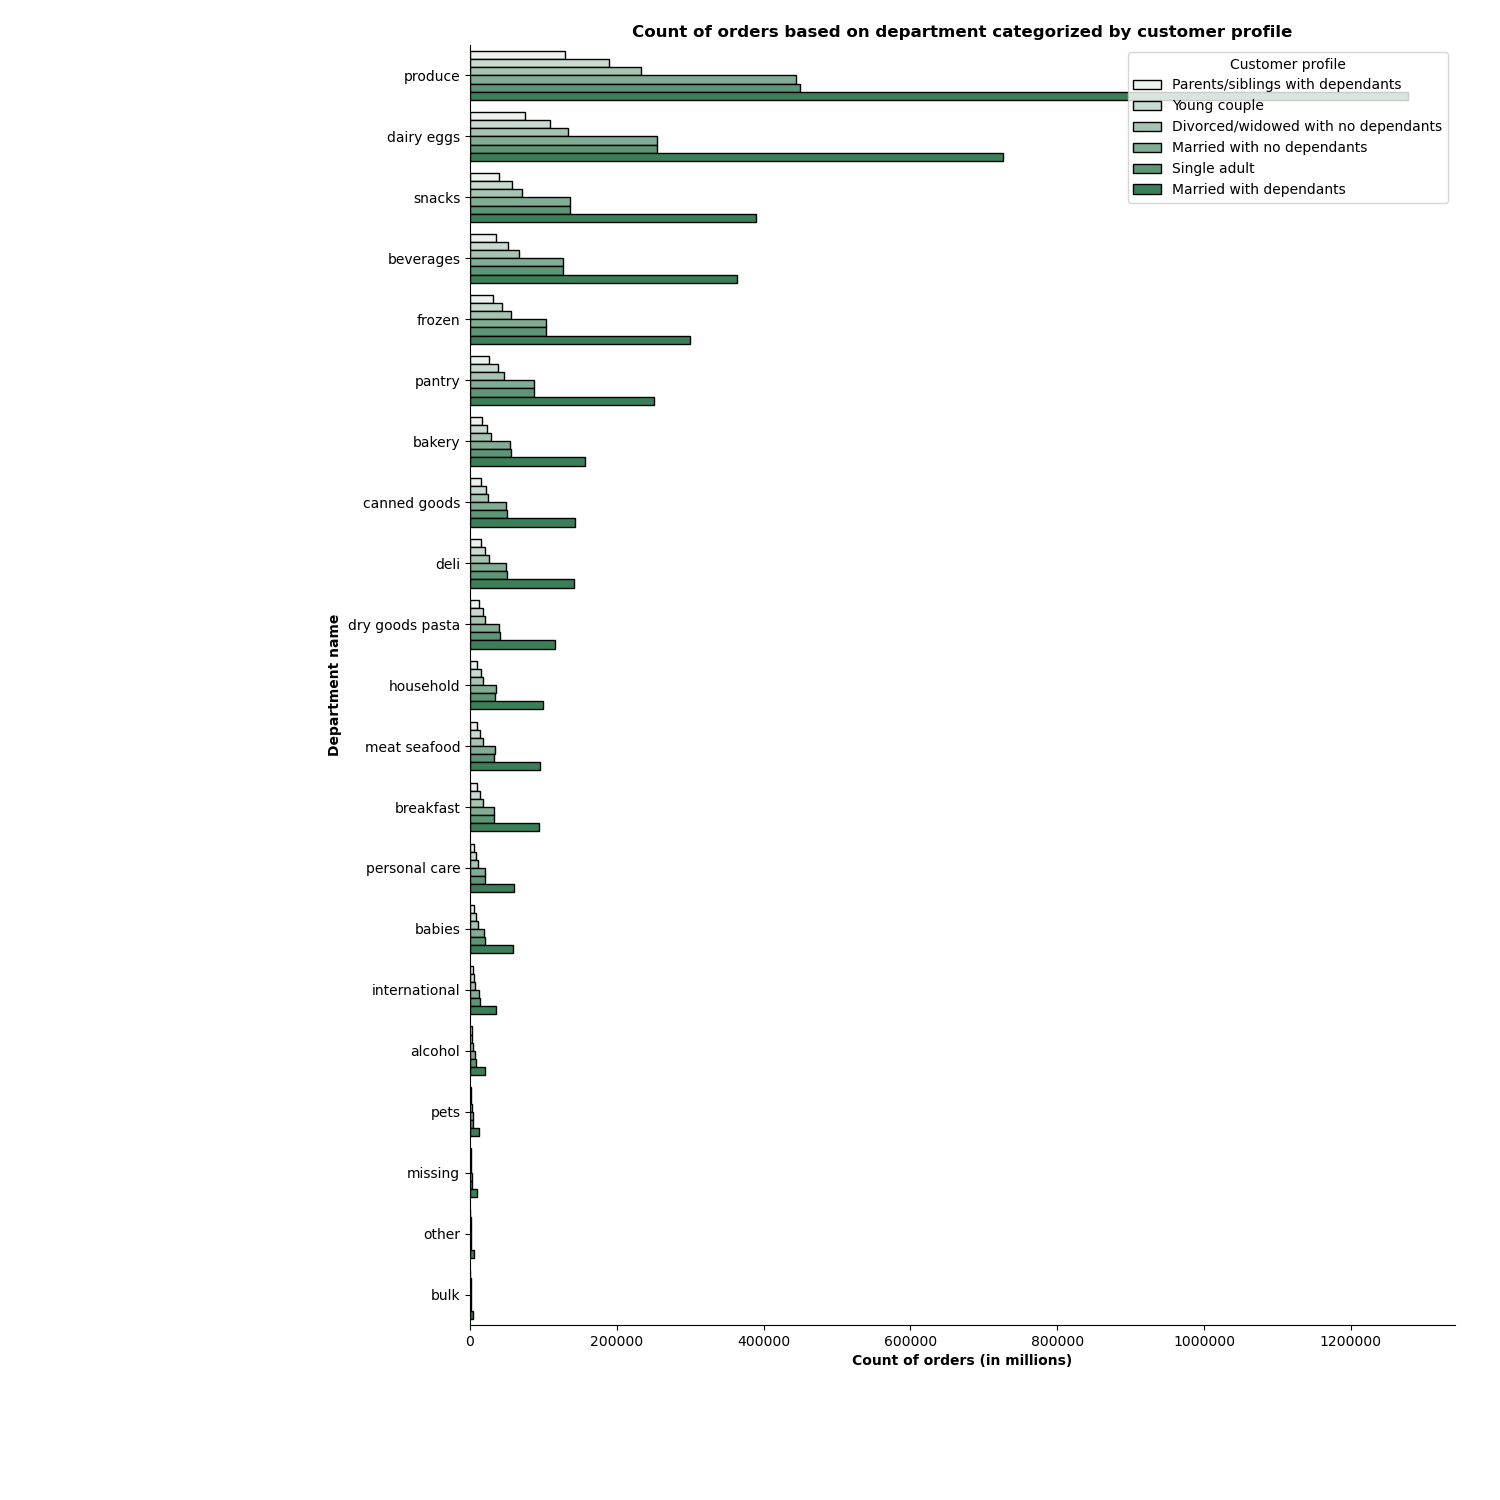 Count of orders based on department categorized by customer profile
Customer profile
Parents/siblings with dependants
Young couple
Divorced/widowed with no dependants
Married with no dependants
Single adult
Married with dependants
Department name
produce
dairy eggs
snacks
beverages
frozen
pantry
bakery
canned goods
deli
dry goods pasta
household
meat seafood
breakfast
personal care
babies
international
alcohol
pets
missing
other
bulk
0 200000 400000 600000 800000 1000000 1200000
Count of orders (in millions)